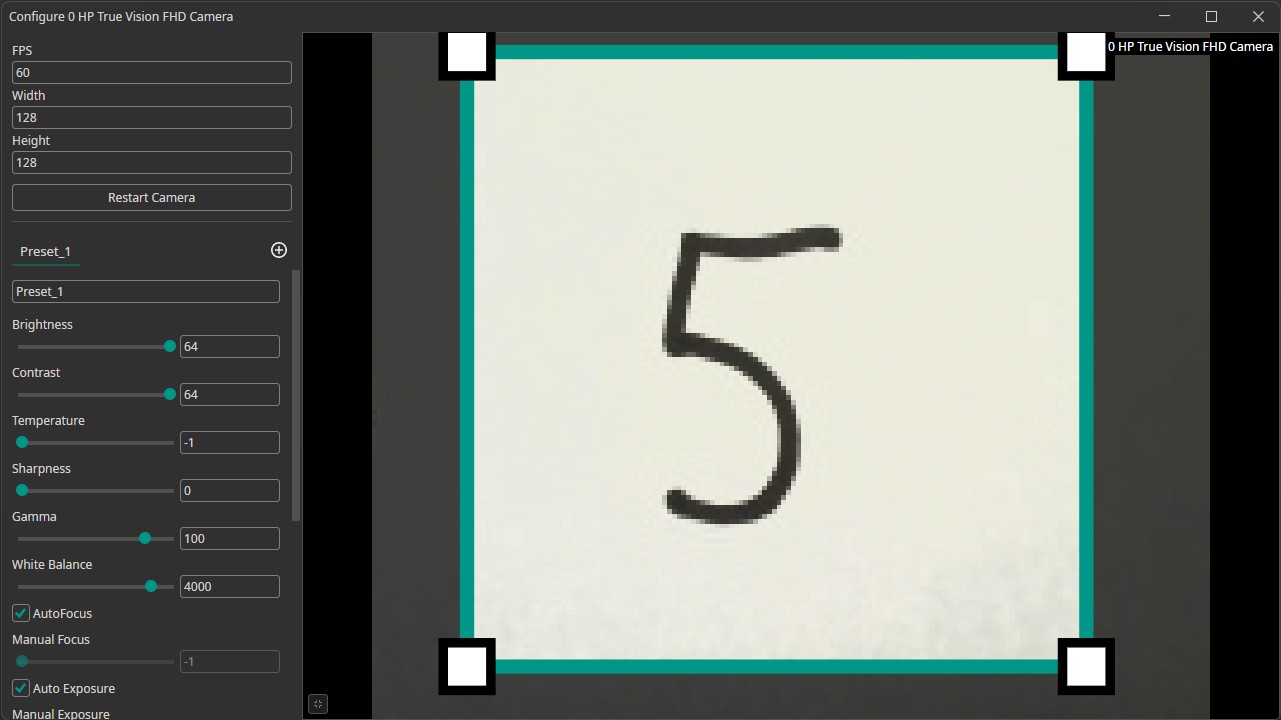 Configure 0 HP True Vision FHD Camera
FPS
60
Width
128
Height
128
Restart Camera
Preset_1
Preset_1
Brightness
64
Contrast
64
Temperature
-1
Sharpness
0
Gamma
100
White Balance
4000
AutoFocus
Manual Focus
-1
Auto Exposure
Manual Exposure
0 HP True Vision FHD Camera
5